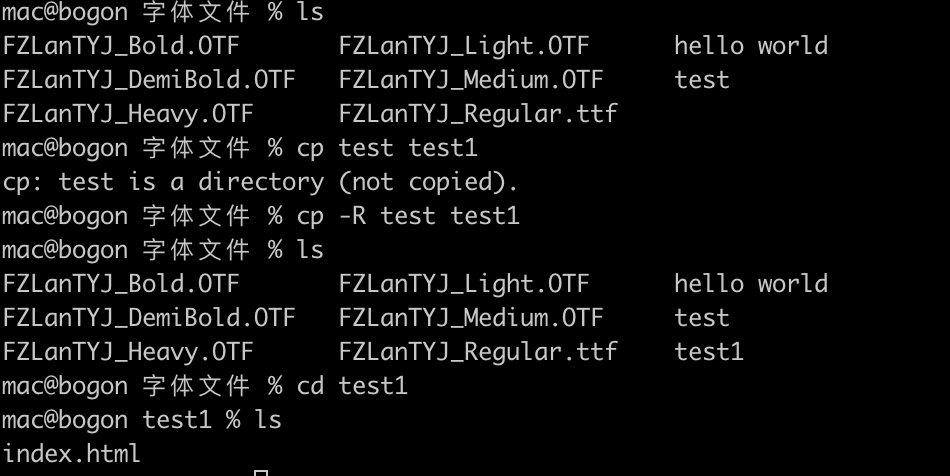 mac@bogon 字体文件 % ls
FZLanTYJ_Bold.OTF FZLanTYJ_Light.OTF hello world
FZLanTYJ_DemiBold.OTF FZLanTYJ_Medium.OTF test
FZLanTYJ_Heavy.OTF FZLanTYJ_Regular.ttf
mac@bogon 字体文件 % cp test test1
cp: test is a directory (not copied).
mac@bogon 字体文件 % cp -R test test1
mac@bogon 字体文件 % ls
FZLanTYJ_Bold.OTF FZLanTYJ_Light.OTF hello world
FZLanTYJ_DemiBold.OTF FZLanTYJ_Medium.OTF test
FZLanTYJ_Heavy.OTF FZLanTYJ_Regular.ttf test1
mac@bogon 字体文件 % cd test1
mac@bogon test1 % ls
index.html